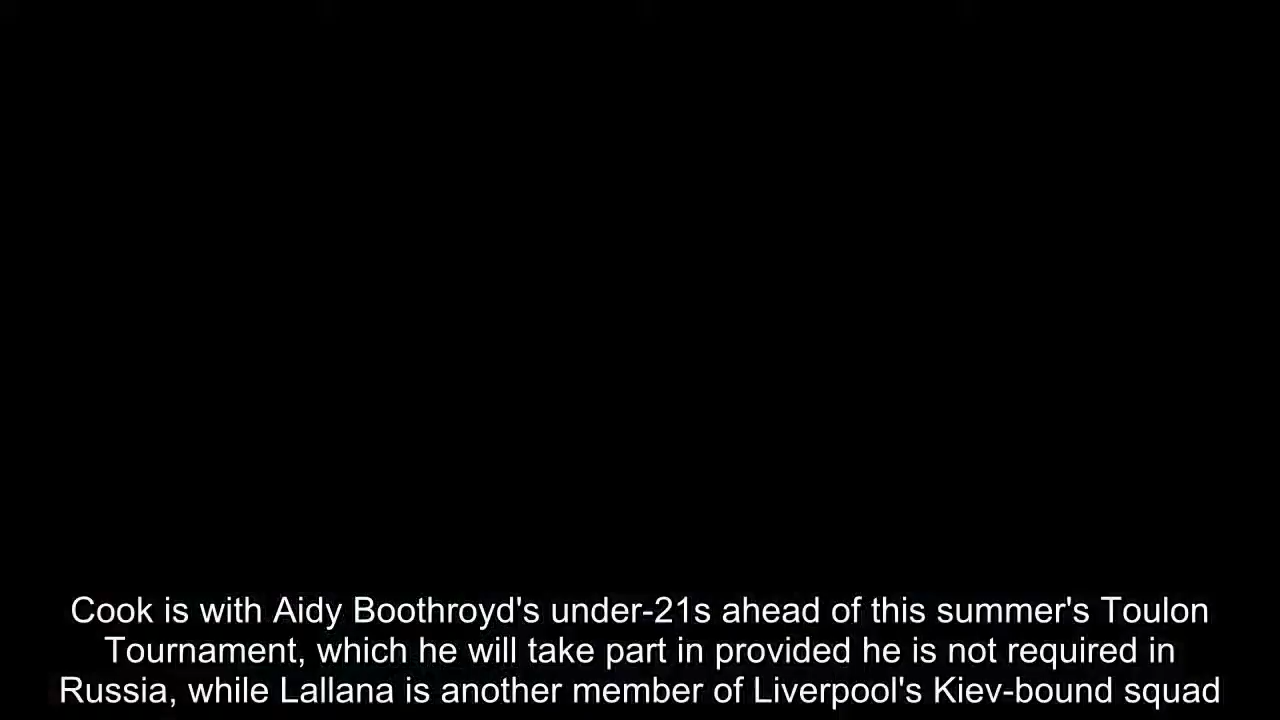 Cook is with Aidy Boothroyd's under-21s ahead of this summer's Toulon
Tournament, which he will take part in provided he is not required in
Russia, while Lallana is another member of Liverpool's Kiev-bound squad